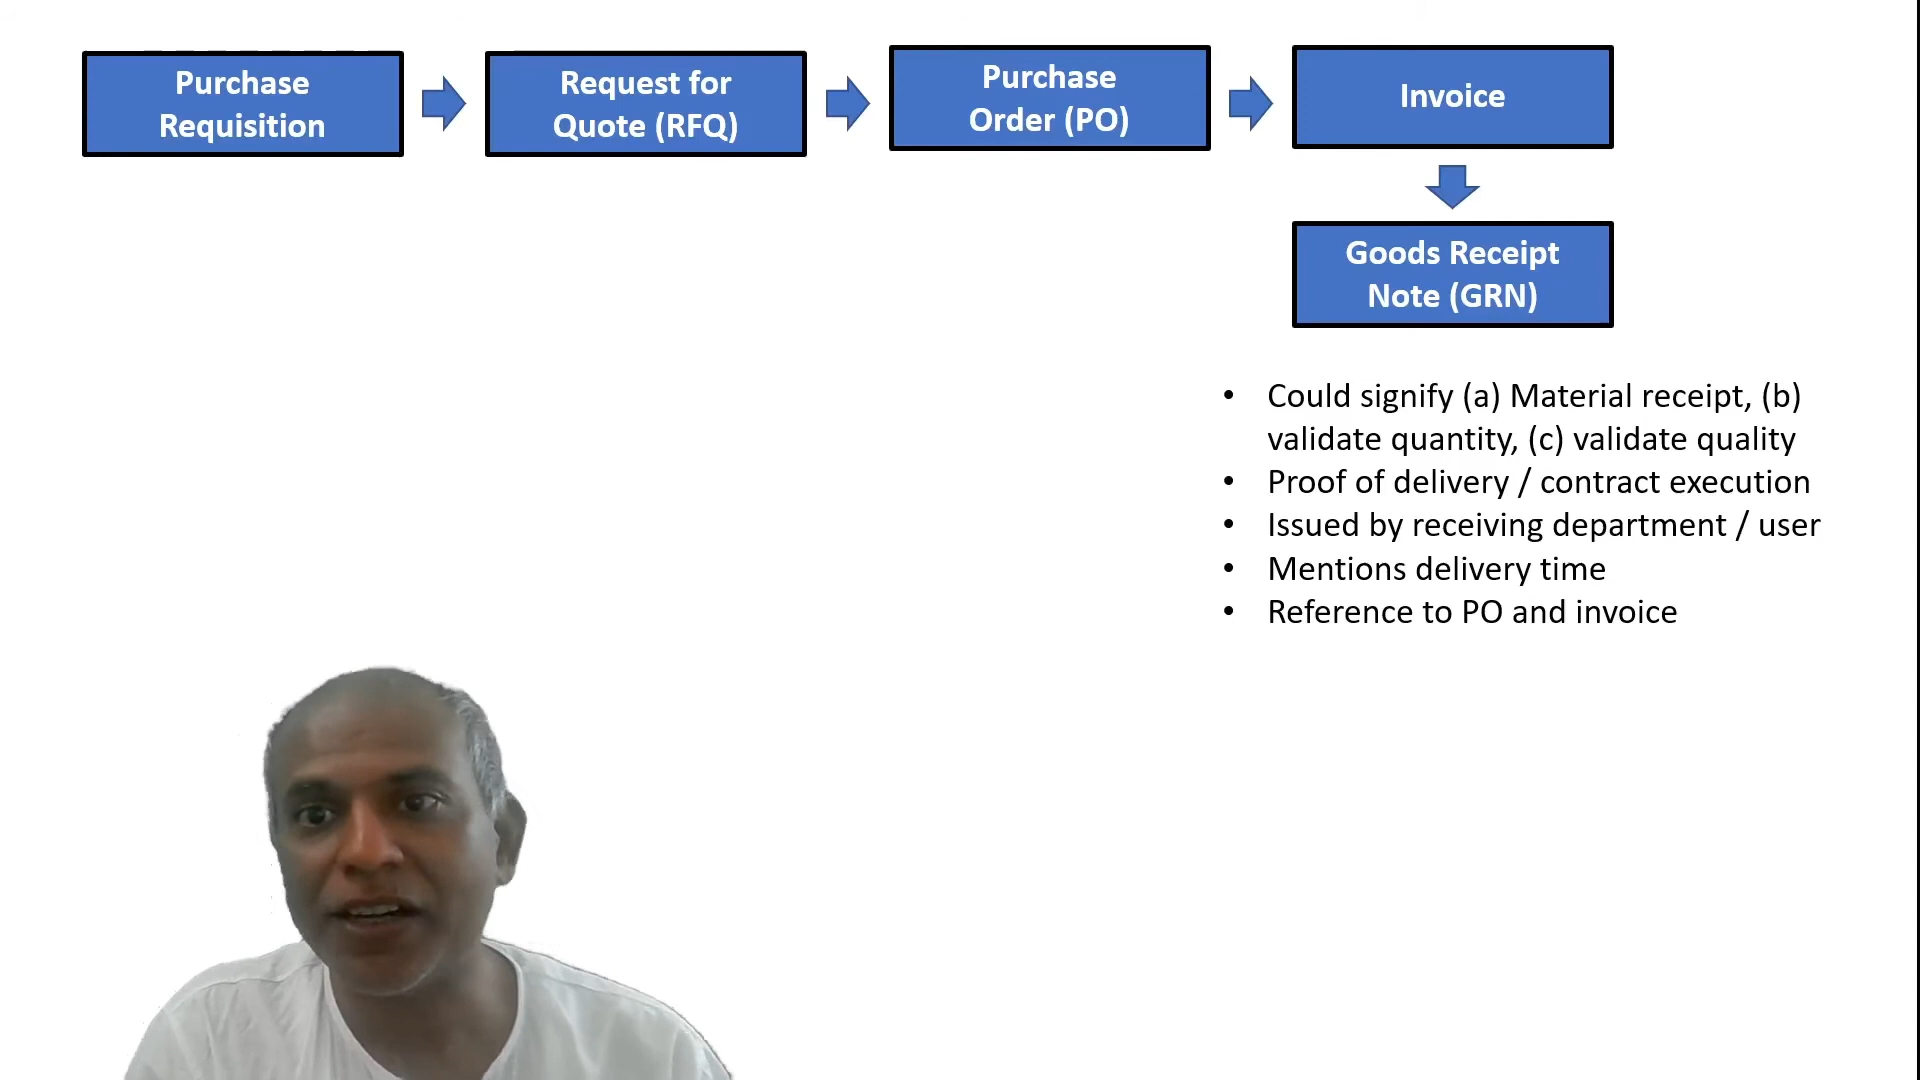 Purchase
Requisition
Request for
Quote (RFQ)
Purchase
Order (PO)
Invoice
Goods Receipt
Note (GRN)
• Could signify (a) Material receipt, (b)
validate quantity, (c) validate quality
• Proof of delivery / contract execution
• Issued by receiving department / user
• Mentions delivery time
• Reference to PO and invoice